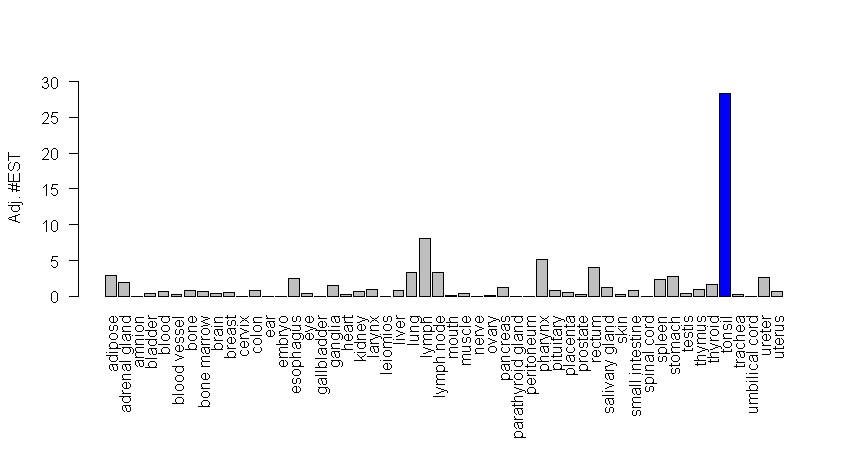 Adj. #EST
30
25
20
15
10
5
0
adipose
adrenal gland
amnion
bladder
blood
blood vessel
bone
bone marrow
brain
breast
cervix
colon
ear
embryo
esophagus
eye
gallbladder
ganglia
heart
kidney
larynx
leiomios
liver
lung
lymph
lymph node
mouth
muscle
nerve
ovary
pancreas
parathyroid gland
peritoneum
pharynx
pituitary
placenta
prostate
rectum
salivary gland
skin
small intestine
spinal cord
spleen
stomach
testis
thymus
thyroid
tonsil
trachea
umbilical cord
ureter
uterus